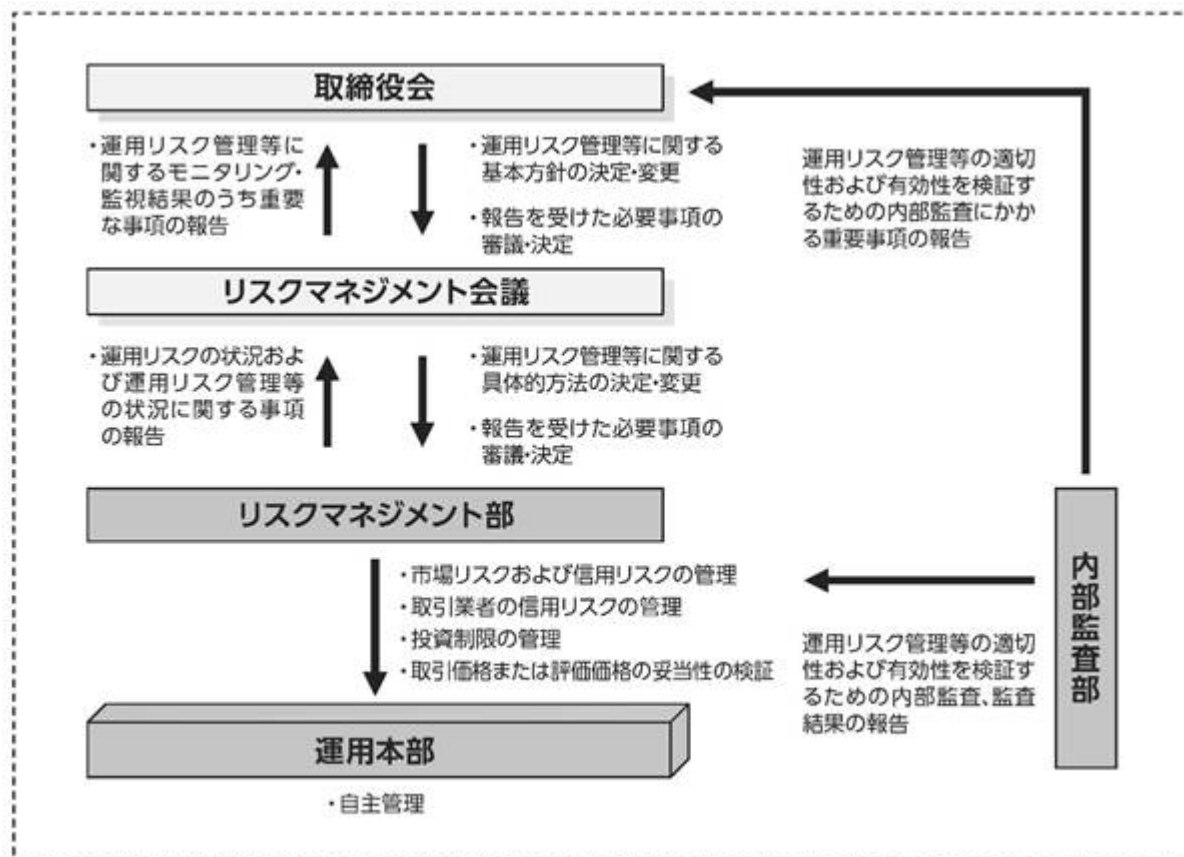 取締役会
・運用リスク管理等に
関するモニタリング・
監視結果のうち重要
な事項の報告
・運用リスク管理等に関する
基本方針の決定・変更
・報告を受けた必要事項の
審議・決定
運用リスク管理等の適切
性および有効性を検証す
るための内部監査にかか
る重要事項の報告
リスクマネジメント会議
・運用リスクの状況およ
び運用リスク管理等
の状況に関する事項
の報告
・運用リスク管理等に関する
具体的方法の決定・変更
・報告を受けた必要事項の
審議・決定
リスクマネジメント部
・市場リスクおよび信用リスクの管理
・取引業者の信用リスクの管理
・投資制限の管理
・取引価格または評価価格の妥当性の検証
内部監査部
運用リスク管理等の適切
性および有効性を検証す
るための内部監査、監査
結果の報告
運用本部
・自主管理